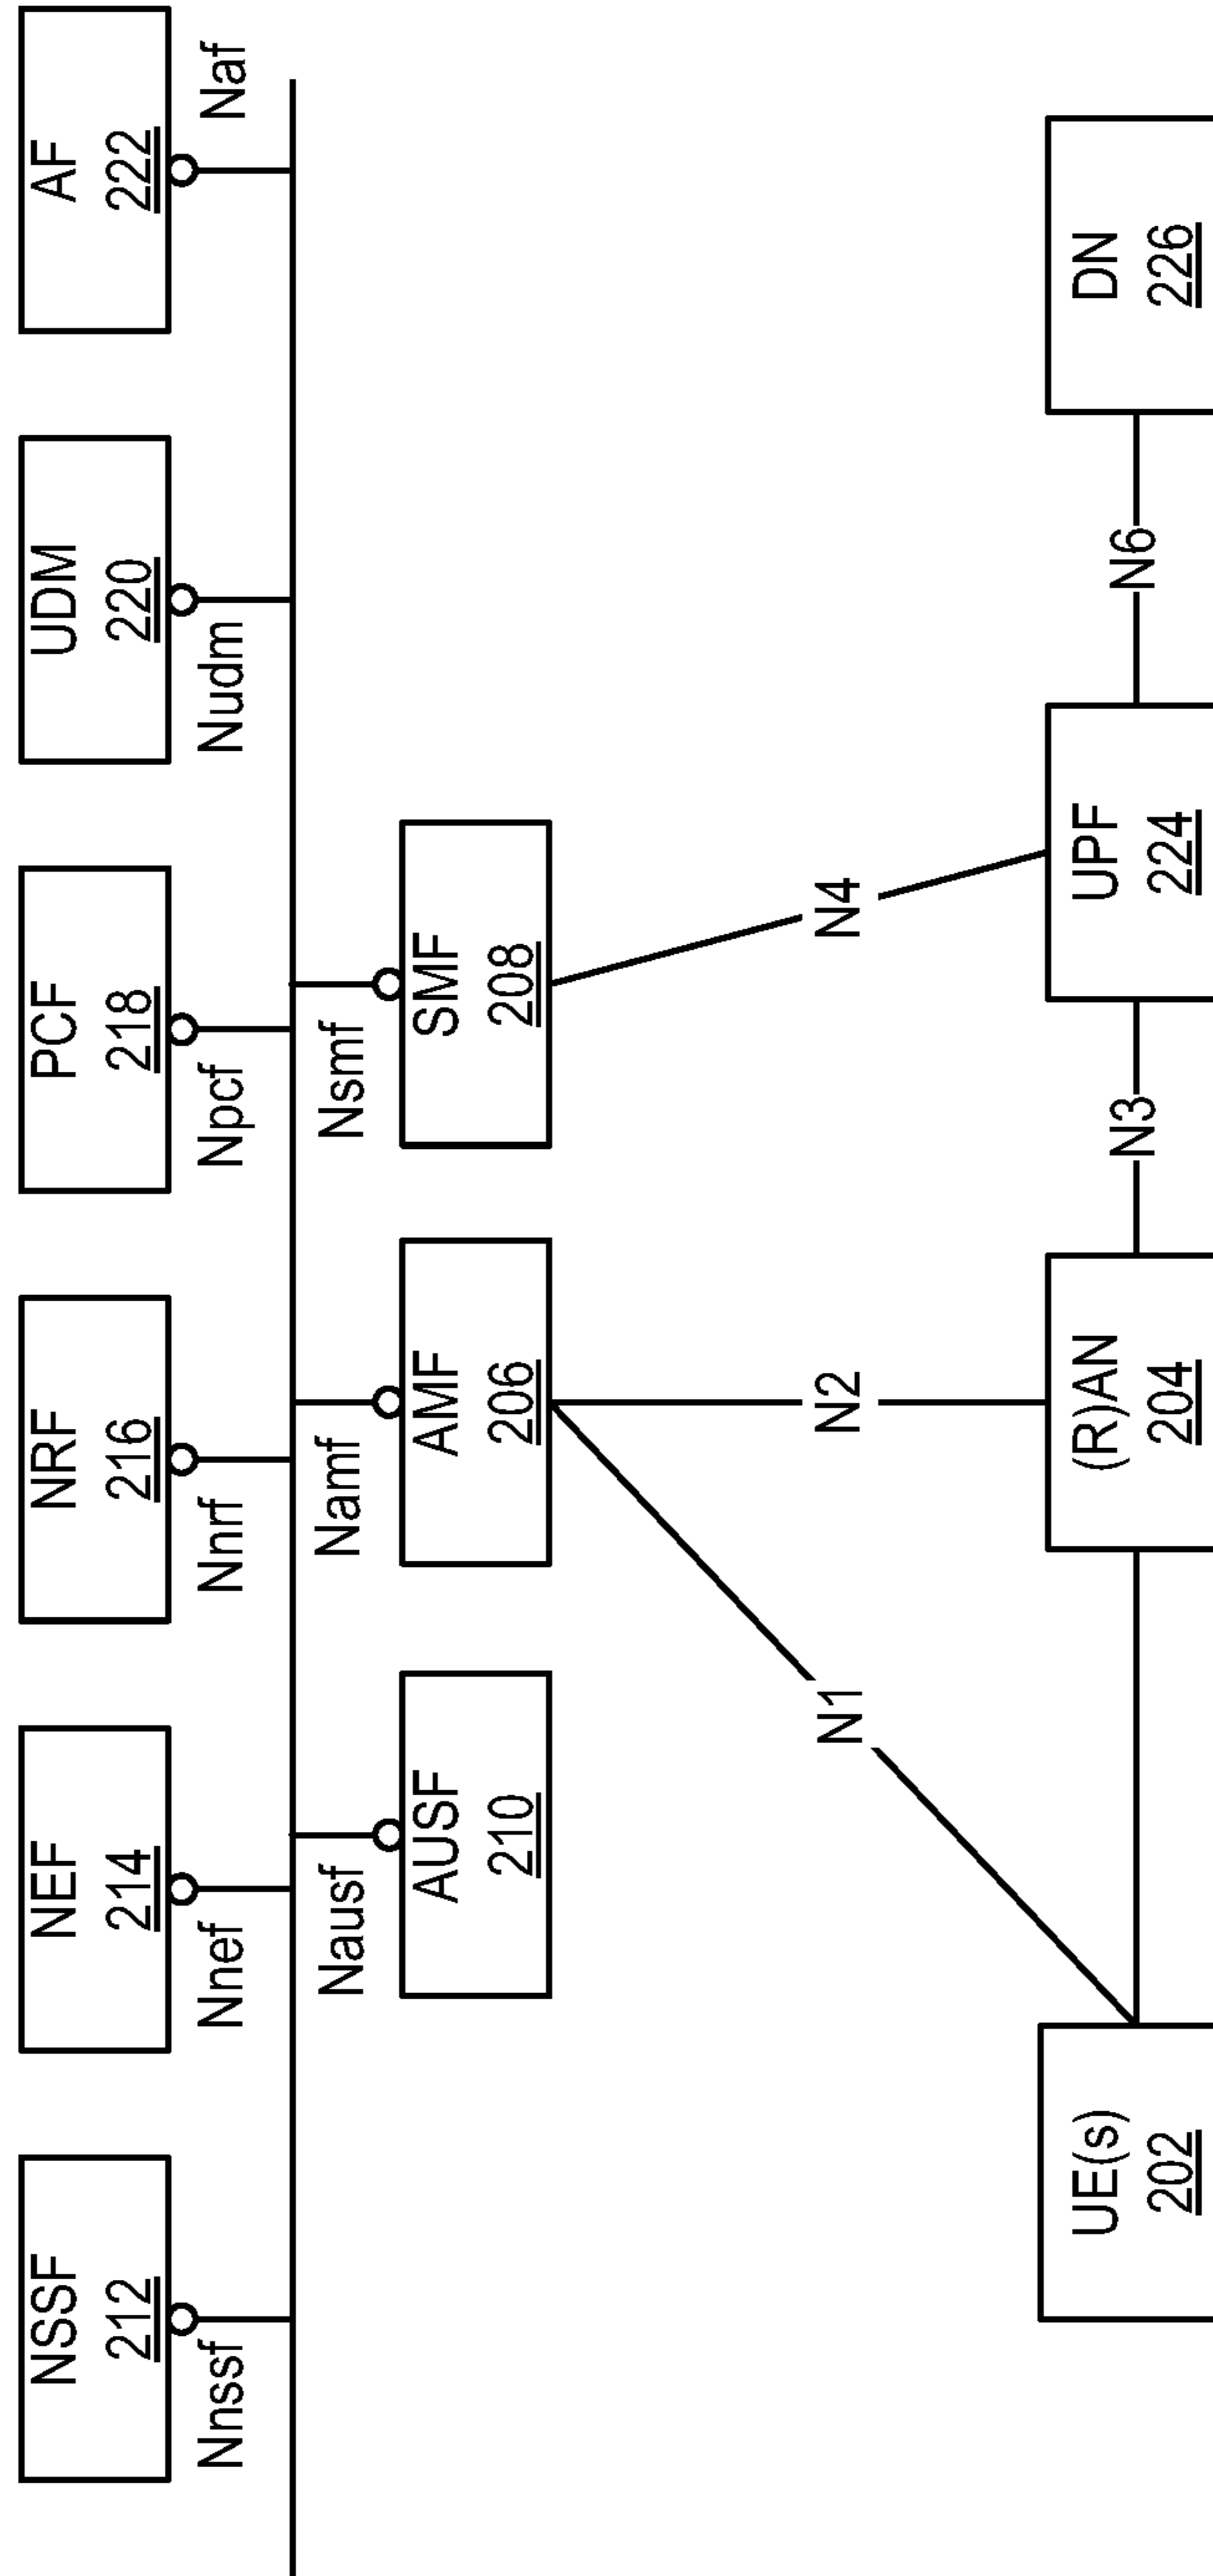 NSSF
212
NEF
214
NRF
216
PCF
218
UDM
220
AF
222
Nnssf
Nnef
Nnrf
Npcf
Nudm
Naf
Nausf
Namf
Nsmf
AUSF
210
AMF
206
SMF
208
N1
N2
N4
UE(s)
202
(R)AN
204
N3
UPF
224
N6
DN
226